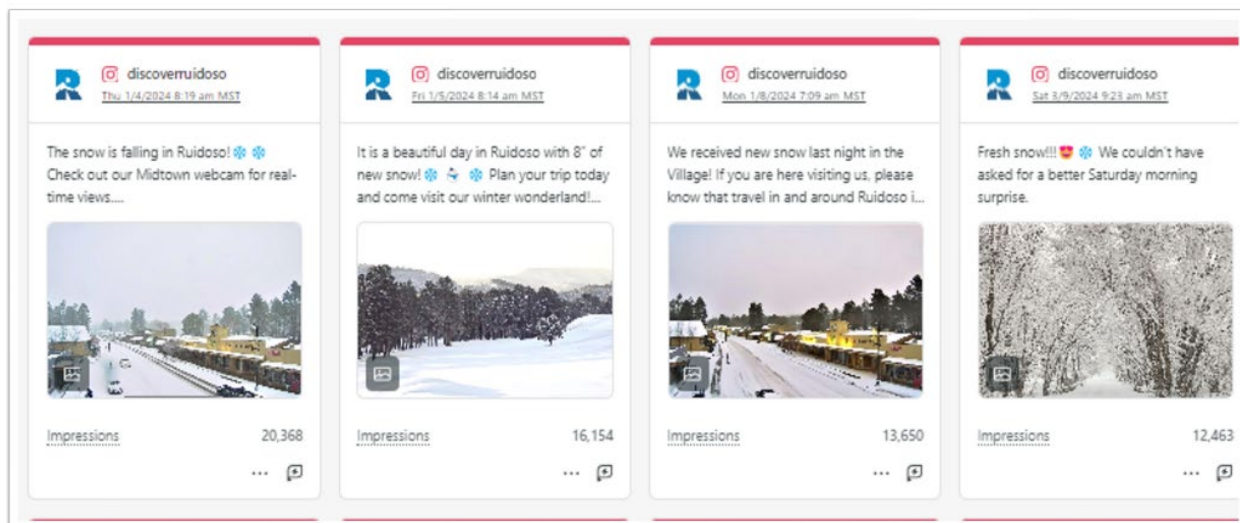 discoverruidoso
Thu 1/4/2024 8:19 am MST
The snow is falling in Ruidoso! ❄️ ❄️
Check out our Midtown webcam for real-
time views....
Impressions 20,368
discoverruidoso
Fri 1/5/2024 8:14 am MST
It is a beautiful day in Ruidoso with 8" of
new snow! ❄️ ⛄ ❄️ Plan your trip today
and come visit our winter wonderland!...
Impressions 16,154
discoverruidoso
Mon 1/8/2024 7:09 am MST
We received new snow last night in the
Village! If you are here visiting us, please
know that travel in and around Ruidoso i...
Impressions 13,650
discoverruidoso
Sat 3/9/2024 9:23 am MST
Fresh snow!!! 😍 ❄️ We couldn't have
asked for a better Saturday morning
surprise.
Impressions 12,463